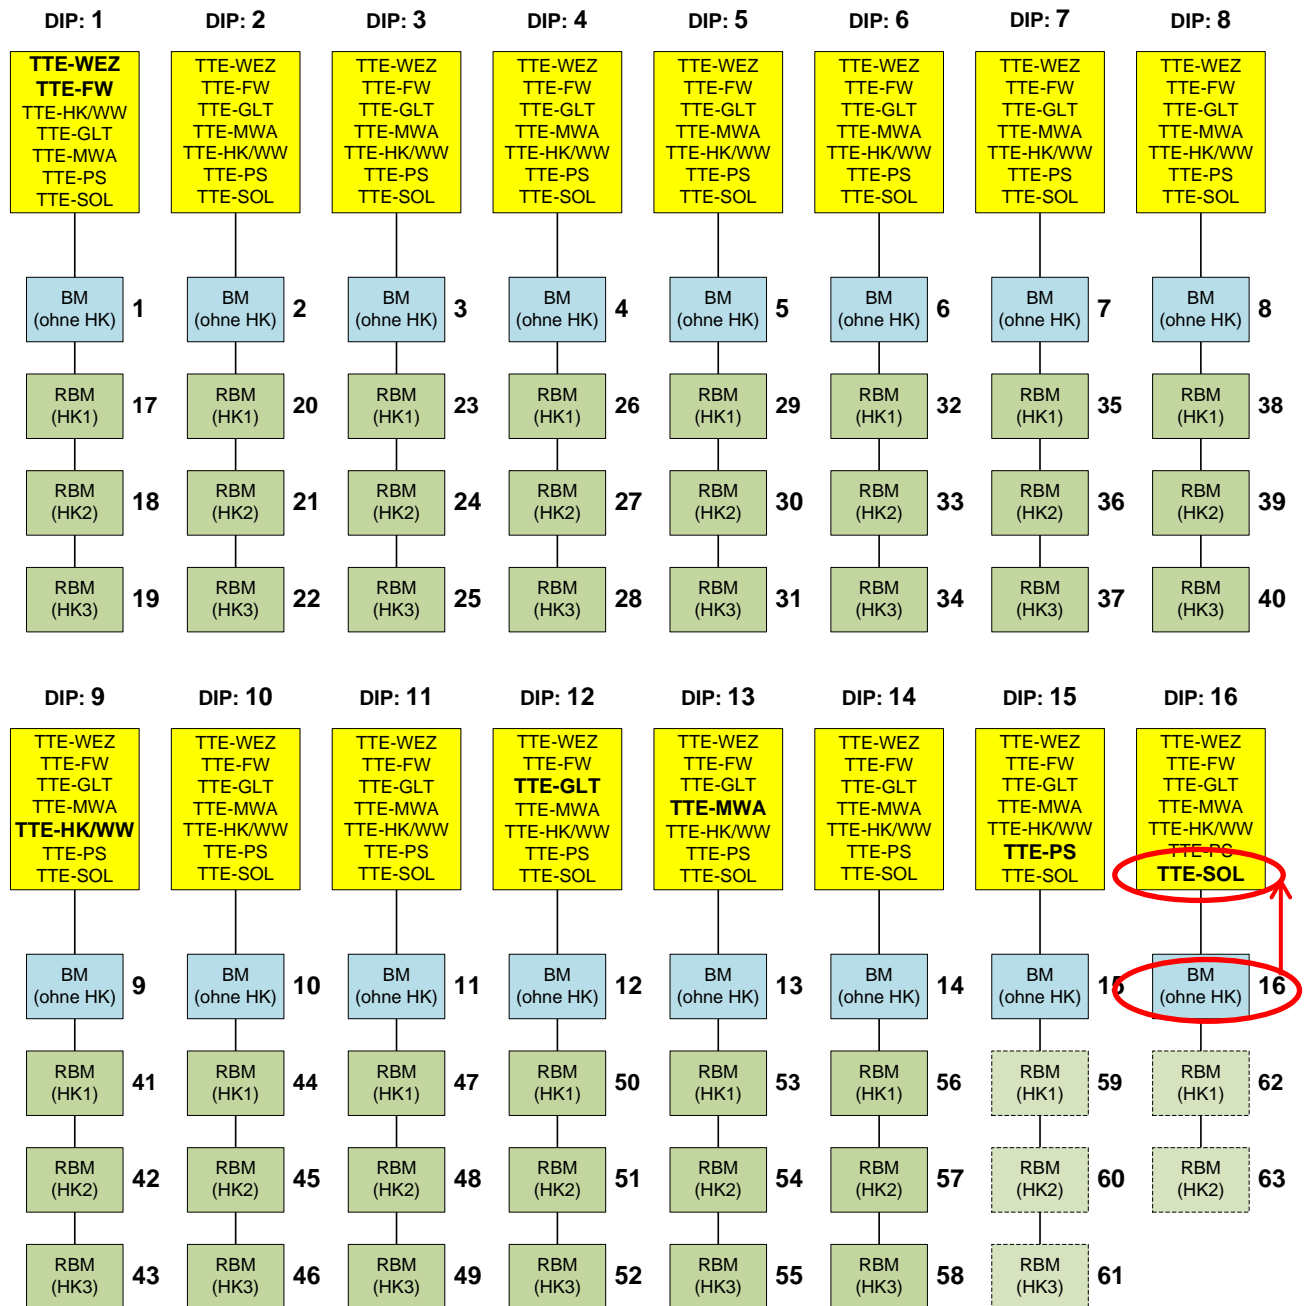 DIP: 1 DIP: 2 DIP: 3 DIP: 4 DIP: 5 DIP: 6 DIP: 7 DIP: 8
TTE-WEZ TTE-WEZ TTE-WEZ TTE-WEZ TTE-WEZ TTE-WEZ TTE-WEZ TTE-WEZ
TTE-FW TTE-FW TTE-FW TTE-FW TTE-FW TTE-FW TTE-FW TTE-FW
TTE-HK/WW TTE-GLT TTE-GLT TTE-GLT TTE-GLT TTE-GLT TTE-GLT TTE-GLT
TTE-GLT TTE-MWA TTE-MWA TTE-MWA TTE-MWA TTE-MWA TTE-MWA TTE-MWA
TTE-MWA TTE-HK/WW TTE-HK/WW TTE-HK/WW TTE-HK/WW TTE-HK/WW TTE-HK/WW TTE-HK/WW
TTE-PS TTE-PS TTE-PS TTE-PS TTE-PS TTE-PS TTE-PS TTE-PS
TTE-SOL TTE-SOL TTE-SOL TTE-SOL TTE-SOL TTE-SOL TTE-SOL TTE-SOL
BM BM BM BM BM BM BM BM
(ohne HK) 1 (ohne HK) 2 (ohne HK) 3 (ohne HK) 4 (ohne HK) 5 (ohne HK) 6 (ohne HK) 7 (ohne HK) 8
RBM RBM RBM RBM RBM RBM RBM RBM
(HK1) 17 (HK1) 20 (HK1) 23 (HK1) 26 (HK1) 29 (HK1) 32 (HK1) 35 (HK1) 38
RBM RBM RBM RBM RBM RBM RBM RBM
(HK2) 18 (HK2) 21 (HK2) 24 (HK2) 27 (HK2) 30 (HK2) 33 (HK2) 36 (HK2) 39
RBM RBM RBM RBM RBM RBM RBM RBM
(HK3) 19 (HK3) 22 (HK3) 25 (HK3) 28 (HK3) 31 (HK3) 34 (HK3) 37 (HK3) 40
DIP: 9 DIP: 10 DIP: 11 DIP: 12 DIP: 13 DIP: 14 DIP: 15 DIP: 16
TTE-WEZ TTE-WEZ TTE-WEZ TTE-WEZ TTE-WEZ TTE-WEZ TTE-WEZ TTE-WEZ
TTE-FW TTE-FW TTE-FW TTE-FW TTE-FW TTE-FW TTE-FW TTE-FW
TTE-GLT TTE-GLT TTE-GLT TTE-GLT TTE-GLT TTE-GLT TTE-GLT TTE-GLT
TTE-MWA TTE-MWA TTE-MWA TTE-MWA TTE-MWA TTE-MWA TTE-MWA TTE-MWA
TTE-HK/WW TTE-HK/WW TTE-HK/WW TTE-HK/WW TTE-HK/WW TTE-HK/WW TTE-HK/WW TTE-HK/WW
TTE-PS TTE-PS TTE-PS TTE-PS TTE-PS TTE-PS TTE-PS TTE-PS
TTE-SOL TTE-SOL TTE-SOL TTE-SOL TTE-SOL TTE-SOL TTE-SOL TTE-SOL
BM BM BM BM BM BM BM BM
(ohne HK) 9 (ohne HK) 10 (ohne HK) 11 (ohne HK) 12 (ohne HK) 13 (ohne HK) 14 (ohne HK) 15 (ohne HK) 16
RBM RBM RBM RBM RBM RBM RBM RBM
(HK1) 41 (HK1) 44 (HK1) 47 (HK1) 50 (HK1) 53 (HK1) 56 (HK1) 59 (HK1) 62
RBM RBM RBM RBM RBM RBM RBM RBM
(HK2) 42 (HK2) 45 (HK2) 48 (HK2) 51 (HK2) 54 (HK2) 57 (HK2) 60 (HK2) 63
RBM RBM RBM RBM RBM RBM RBM
(HK3) 43 (HK3) 46 (HK3) 49 (HK3) 52 (HK3) 55 (HK3) 58 (HK3) 61